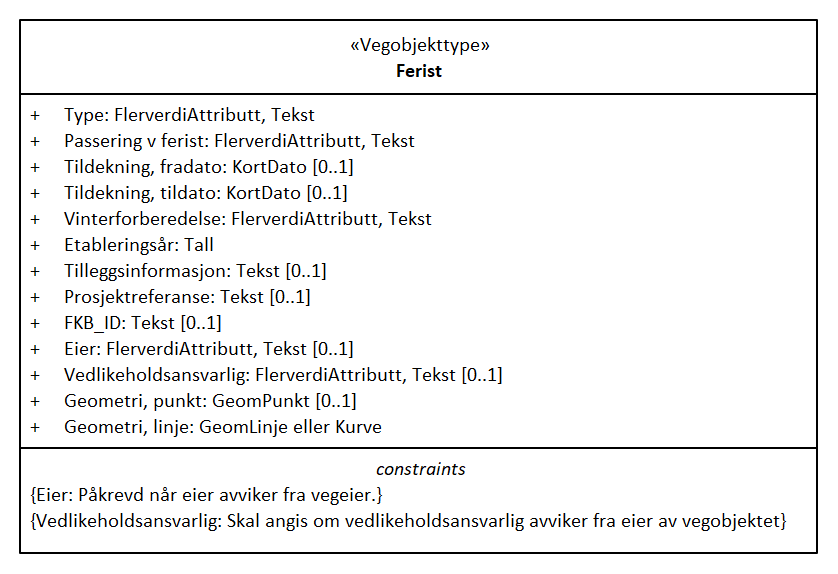 «Vegobjekttype»
Ferist
+ Type: FlerverdiAttributt, Tekst
+ Passering v ferist: FlerverdiAttributt, Tekst
+ Tildekning, fradato: KortDato [0..1]
+ Tildekning, tildato: KortDato [0..1]
+ Vinterforberedelse: FlerverdiAttributt, Tekst
+ Etableringsår: Tall
+ Tilleggsinformasjon: Tekst [0..1]
+ Prosjektreferanse: Tekst [0..1]
+ FKB_ID: Tekst [0..1]
+ Eier: FlerverdiAttributt, Tekst [0..1]
+ Vedlikeholdsansvarlig: FlerverdiAttributt, Tekst [0..1]
+ Geometri, punkt: GeomPunkt [0..1]
+ Geometri, linje: GeomLinje eller Kurve
constraints
{Eier: Påkrevd når eier avviker fra vegeier.}
{Vedlikeholdsansvarlig: Skal angis om vedlikeholdsansvarlig avviker fra eier av vegobjektet}